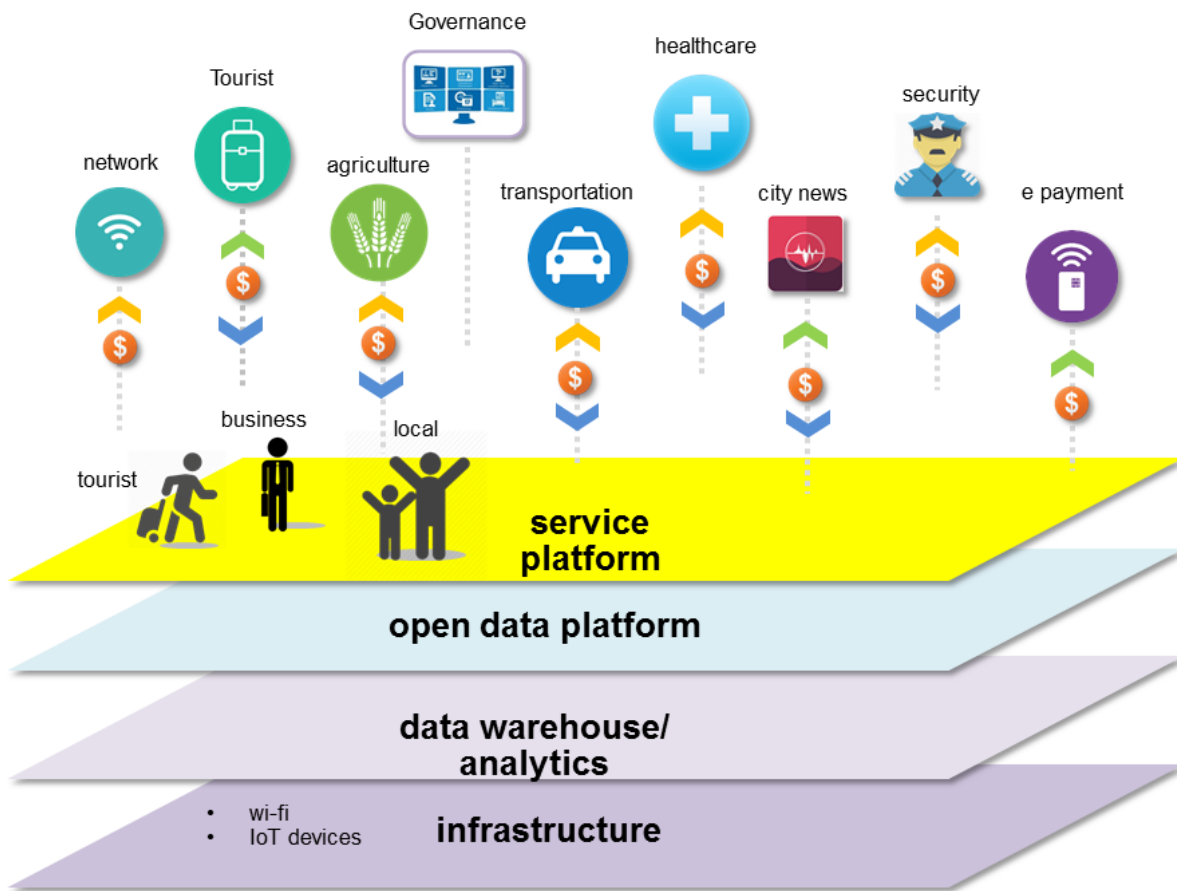 Governance
healthcare
Tourist
security
network
agriculture
transportation
city news
e payment
$
$
$
$
$
$
$
$
business
local
tourist
service
platform
open data platform
data warehouse/
analytics
• wi-fi
• IoT devices
infrastructure